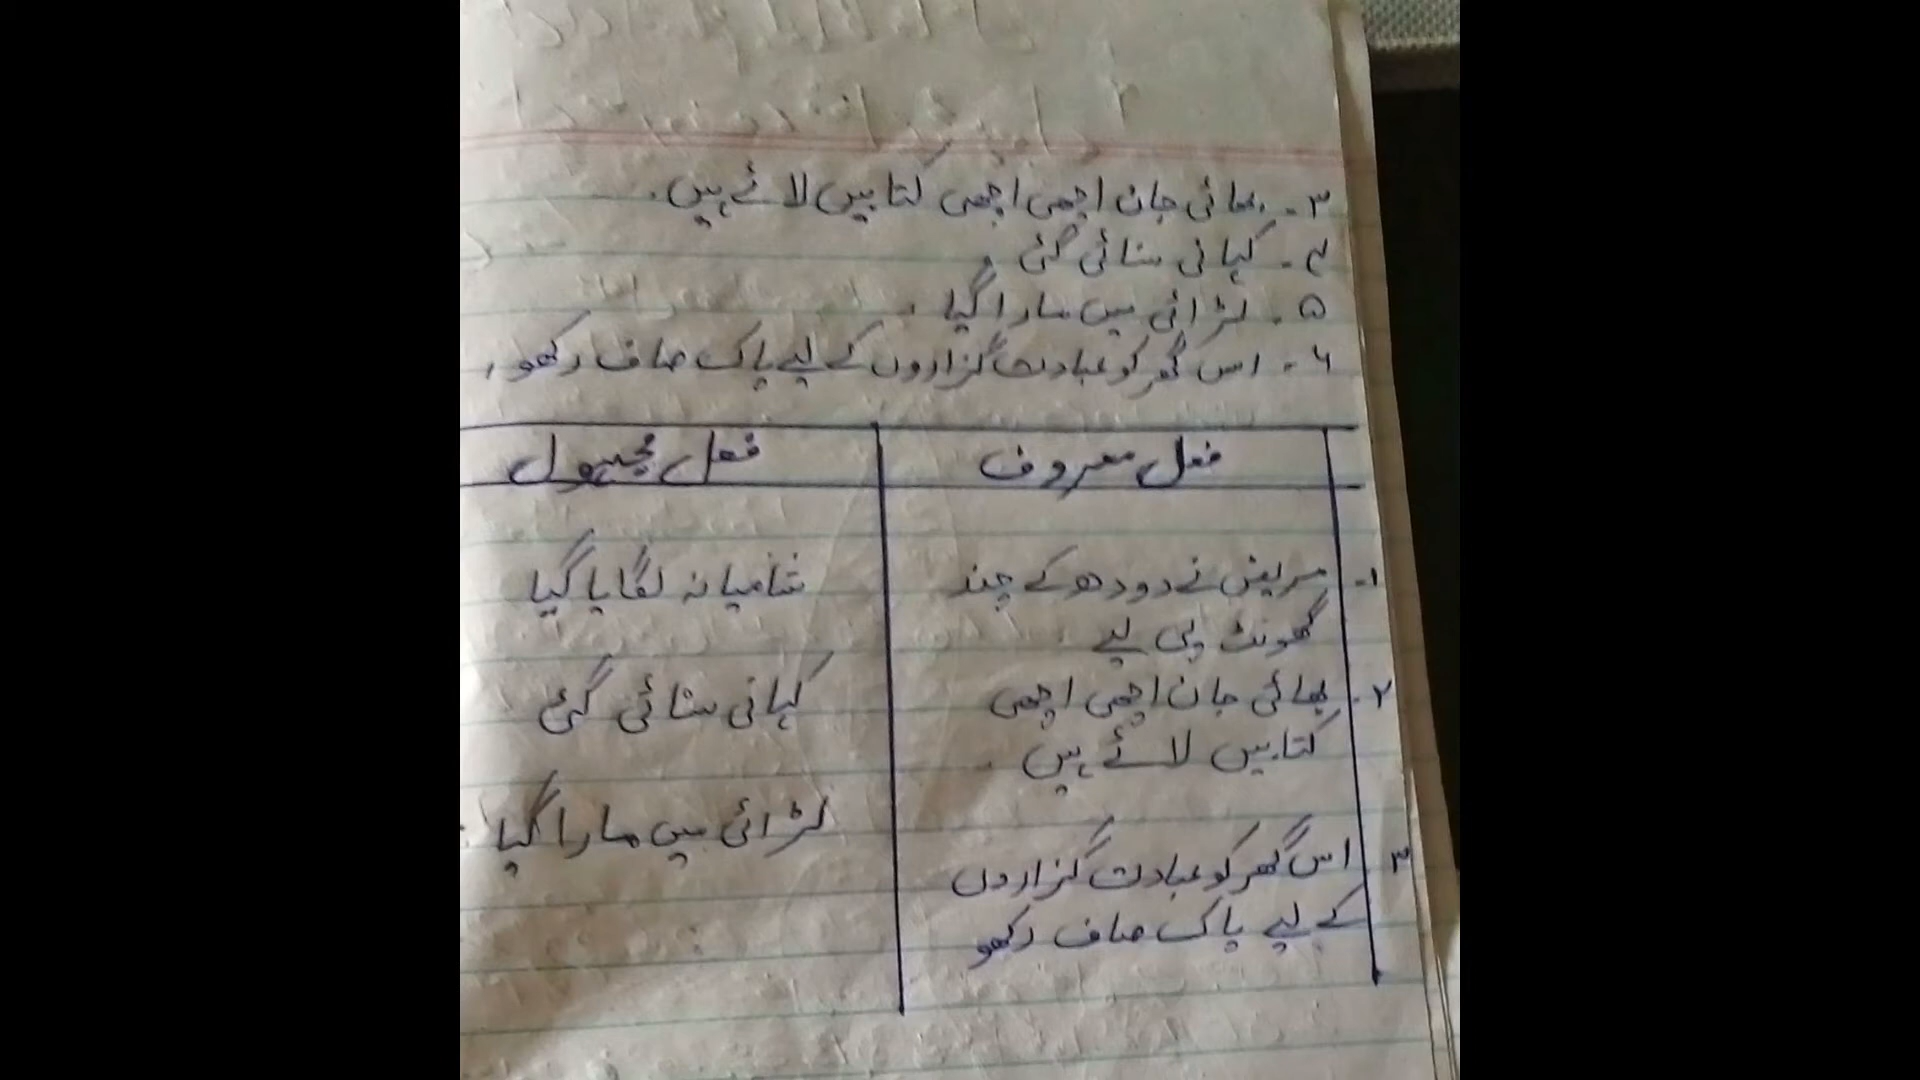 ۳۔ بھائی جان اچھی اچھی کتابیں لائے ہیں۔
۴۔ کہانی سنائی گئی۔
۵۔ لڑائی میں مارا گیا۔
۶۔ اس گھر کو عبادت گزاروں کے لیے پاک صاف رکھو۔
فعل معروف فعل مجہول
۱۔ مریض نے دودھ کے چند شامیانہ لگایا گیا
گھونٹ پی لیے
۲۔ بھائی جان اچھی اچھی کہانی سنائی گئی
کتابیں لائے ہیں۔
۳ اس گھر کو عبادت گزاروں لڑائی میں مارا گیا
کے لیے پاک صاف رکھو